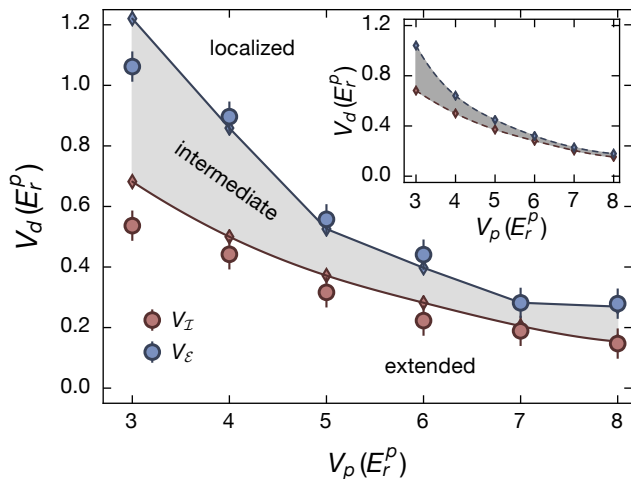 localized
intermediate
extended
V_I
V_ε
V_d (E_r^p)
1.2
1.0
0.8
0.6
0.4
0.2
0.0
3 4 5 6 7 8
V_p (E_r^p)
V_d (E_r^p)
1.2
0.8
0.4
0.0
3 4 5 6 7 8
V_p (E_r^p)